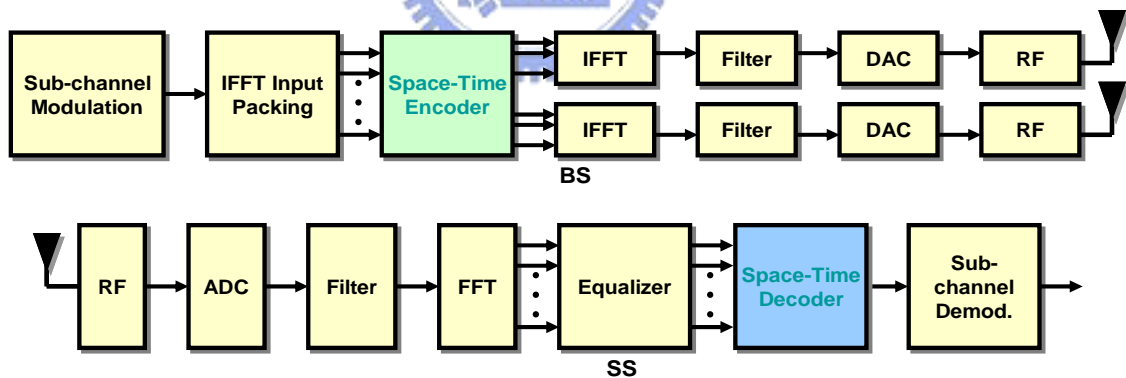 Sub-channel
Modulation
IFFT Input
Packing
Space-Time
Encoder
IFFT
Filter
DAC
RF
IFFT
Filter
DAC
RF
BS
RF
ADC
Filter
FFT
Equalizer
Space-Time
Decoder
Sub-
channel
Demod.
SS